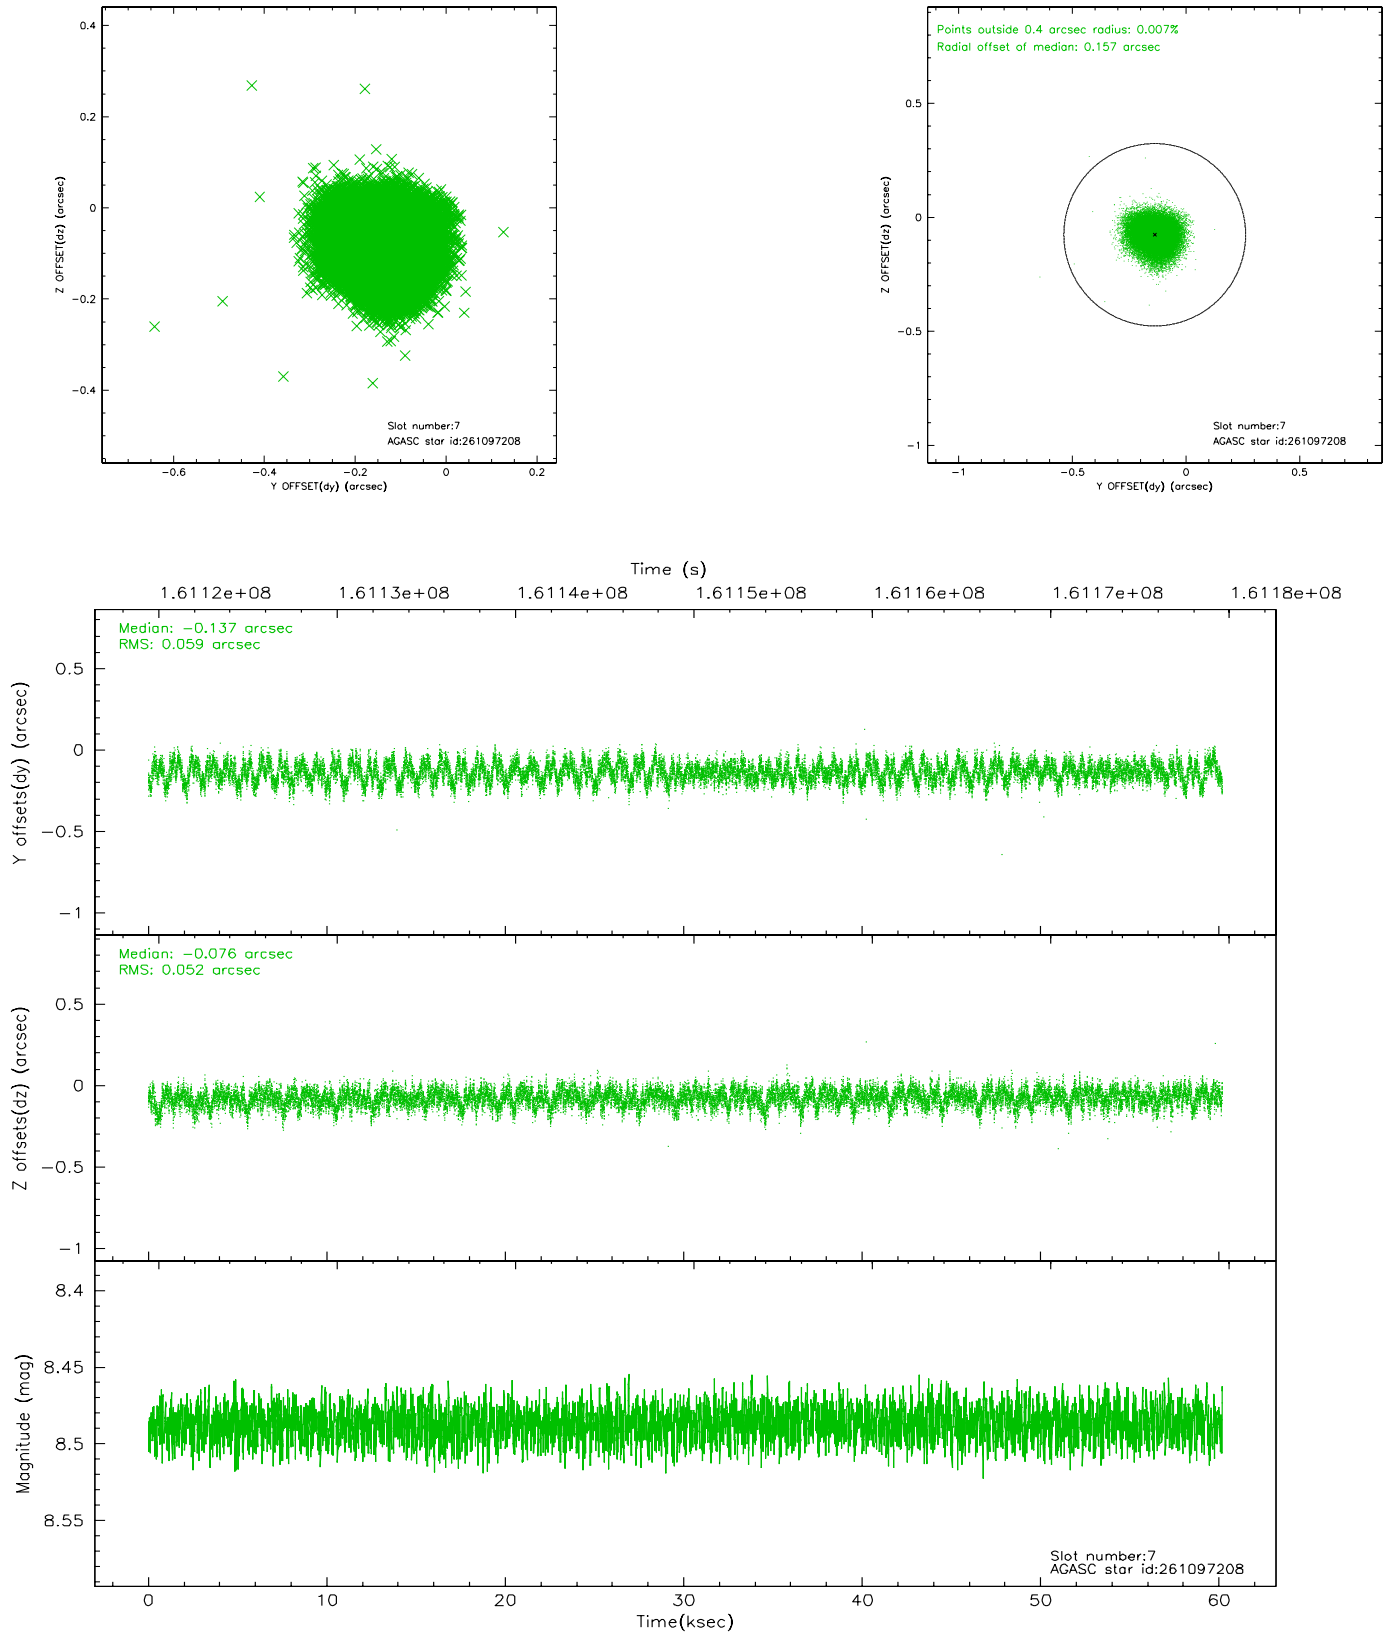 0.4
0.2
0
−0.2
−0.4
Z OFFSET(dz) (arcsec)
Slot number:7
AGASC star id:261097208
−0.6
−0.4
−0.2
0
0.2
Y OFFSET(dy) (arcsec)
Points outside 0.4 arcsec radius: 0.007%
Radial offset of median: 0.157 arcsec
0.5
0
−0.5
−1
Z OFFSET(dz) (arcsec)
Slot number:7
AGASC star id:261097208
−1
−0.5
0
0.5
Y OFFSET(dy) (arcsec)
Time (s)
1.6112e+08
1.6113e+08
1.6114e+08
1.6115e+08
1.6116e+08
1.6117e+08
1.6118e+08
Median: −0.137 arcsec
RMS: 0.059 arcsec
0.5
0
−0.5
−1
Y offsets(dy) (arcsec)
Median: −0.076 arcsec
RMS: 0.052 arcsec
0.5
0
−0.5
−1
Z offsets(dz) (arcsec)
8.4
8.45
8.5
8.55
Magnitude (mag)
Slot number:7
AGASC star id:261097208
0
10
20
30
40
50
60
Time(ksec)